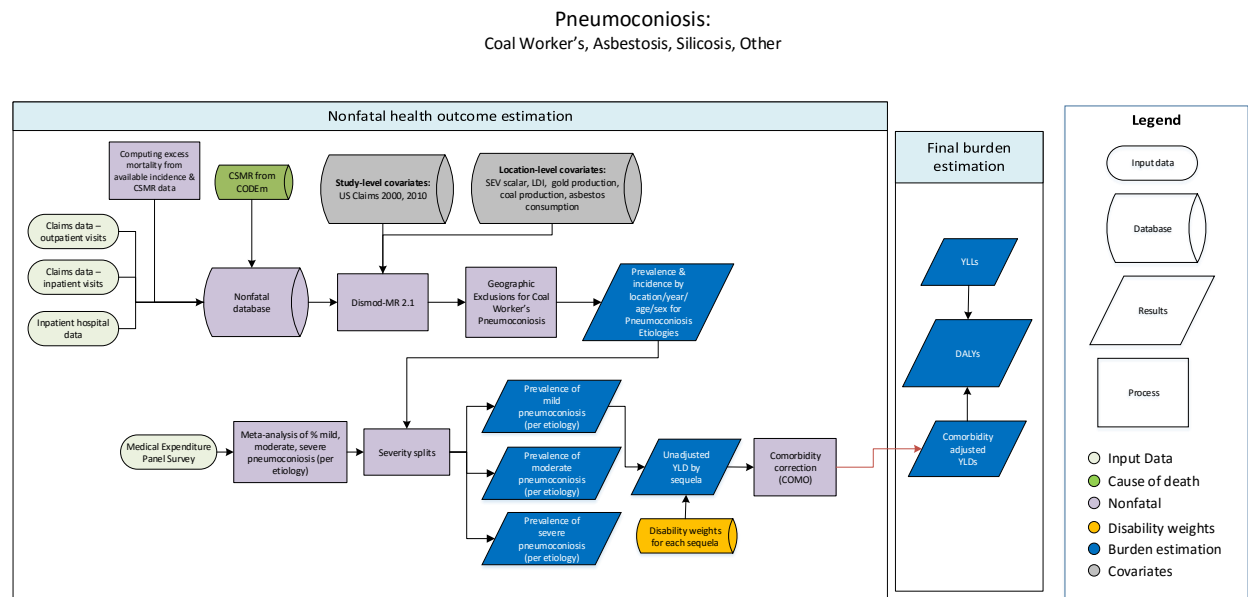 Pneumoconiosis:
Coal Worker's, Asbestosis, Silicosis, Other
Nonfatal health outcome estimation
Computing excess
mortality from
available incidence &
CSMR data
CSMR from
CODEm
Study-level covariates:
US Claims 2000, 2010
Location-level covariates:
SEV scalar, LDI, gold production,
coal production, asbestos
consumption
Claims data –
outpatient visits
Claims data –
inpatient visits
Inpatient hospital
data
Nonfatal
database
Dismod-MR 2.1
Geographic
Exclusions for Coal
Worker's
Pneumoconiosis
Prevalence &
incidence by
location/year/
age/sex for
Pneumoconiosis
Etiologies
Medical Expenditure
Panel Survey
Meta-analysis of % mild,
moderate, severe
pneumoconiosis (per
etiology)
Severity splits
Prevalence of
mild
pneumoconiosis
(per etiology)
Prevalence of
moderate
pneumoconiosis
(per etiology)
Prevalence of
severe
pneumoconiosis
(per etiology)
Unadjusted
YLD by
sequela
Disability weights
for each sequela
Comorbidity
correction
(COMO)
Final burden
estimation
YLLs
DALYs
Comorbidity
adjusted
YLDs
Legend
Input data
Database
Results
Process
Input Data
Cause of death
Nonfatal
Disability weights
Burden estimation
Covariates